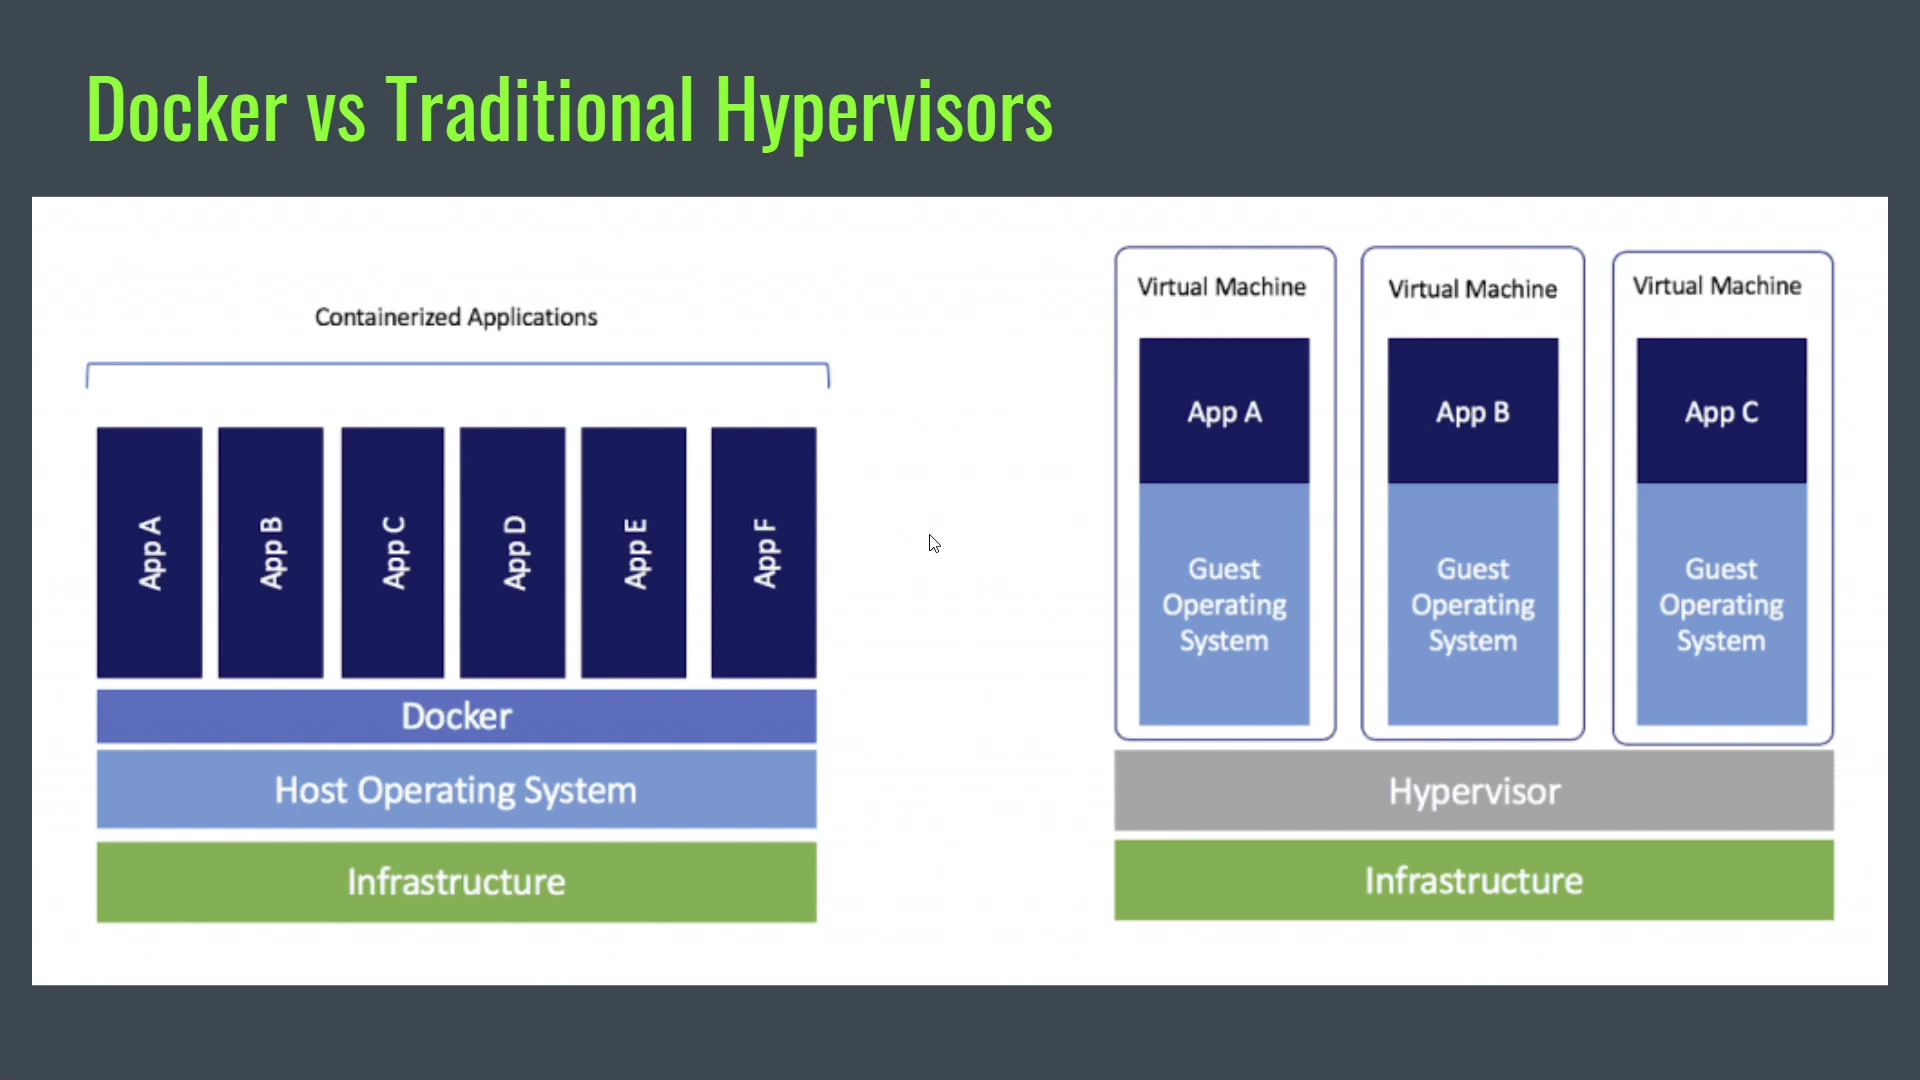 Docker vs Traditional Hypervisors
Containerized Applications
App A
App B
App C
App D
App E
App F
Docker
Host Operating System
Infrastructure
Virtual Machine
App A
Guest
Operating
System
Virtual Machine
App B
Guest
Operating
System
Virtual Machine
App C
Guest
Operating
System
Hypervisor
Infrastructure